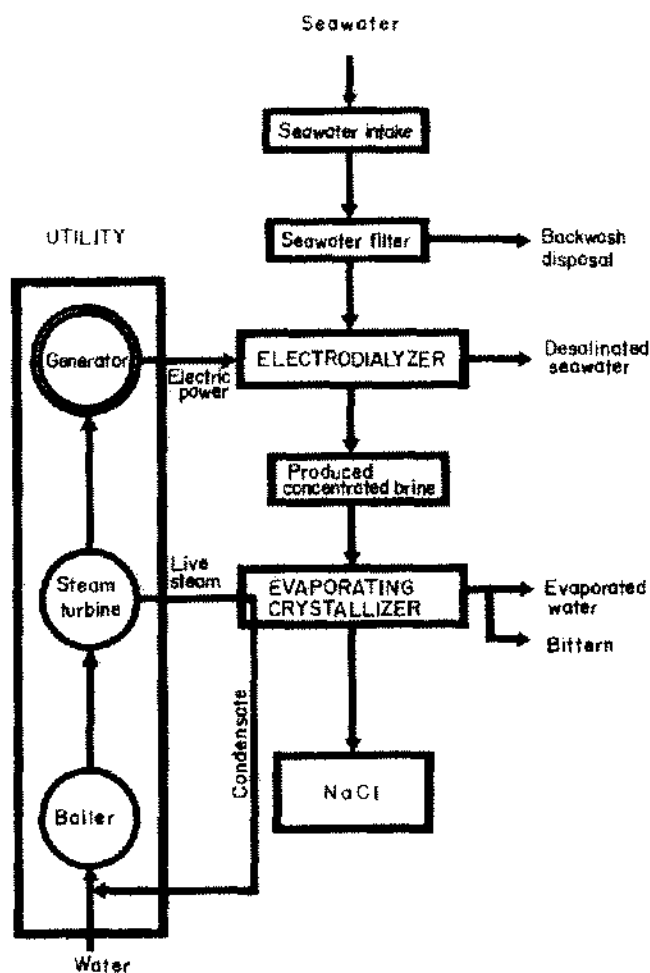 Seawater
Seawater intake
UTILITY
Seawater filter
Backwash
disposal
Generator
Electric
power
ELECTRODIALYZER
Desalinated
seawater
Produced
concentrated brine
Steam
turbine
Live
steam
EVAPORATING
CRYSTALLIZER
Evaporated
water
Bittern
Condensate
Boiler
NaCl
Water